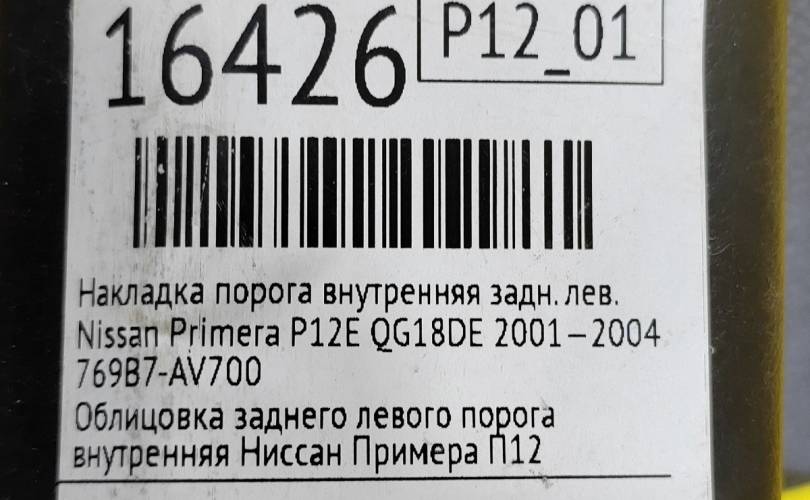 16426
P12_01
Накладка порога внутренняя задн. лев.
Nissan Primera P12E QG18DE 2001–2004
769B7-AV700
Облицовка заднего левого порога
внутренняя Ниссан Примера П12